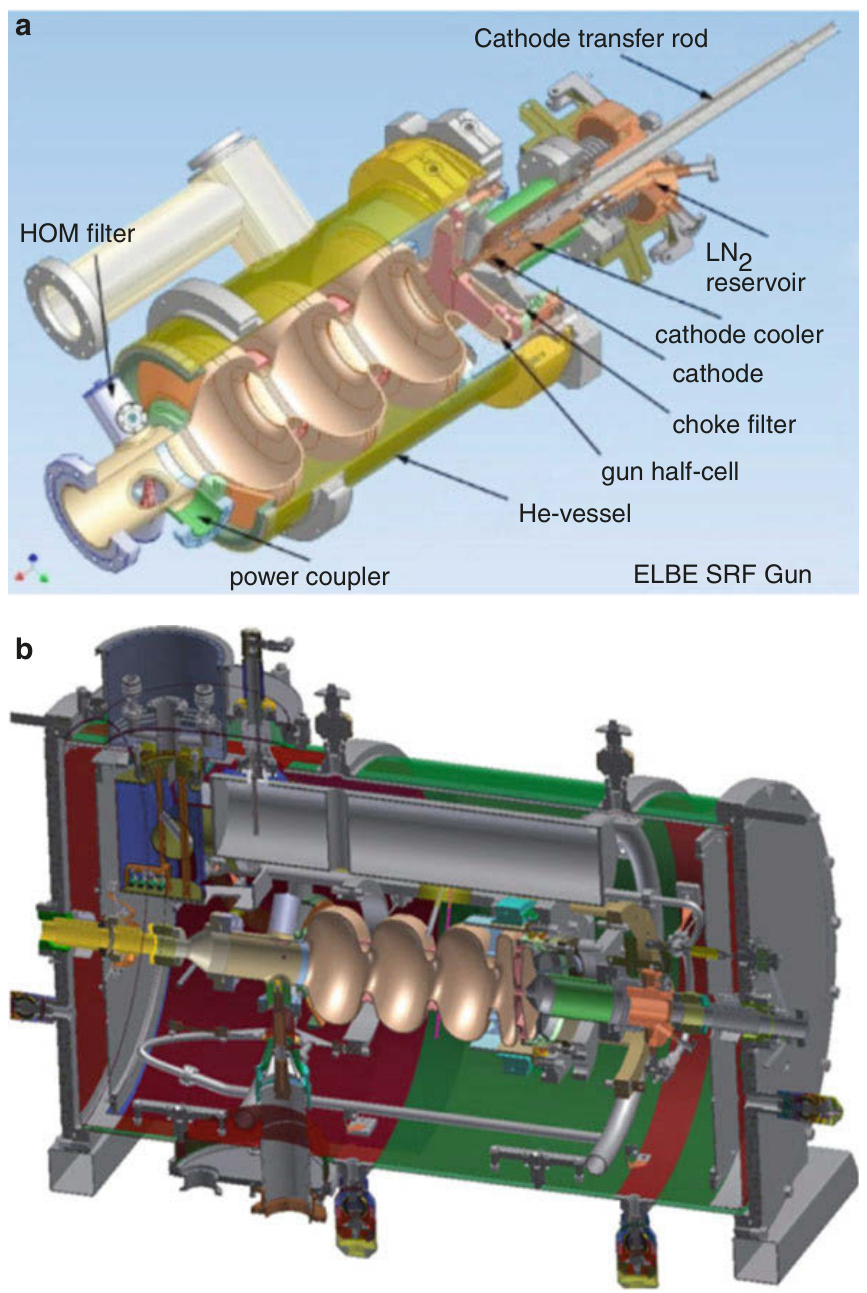 a
Cathode transfer rod
HOM filter
LN2
reservoir
cathode cooler
cathode
choke filter
gun half-cell
He-vessel
power coupler
ELBE SRF Gun
b